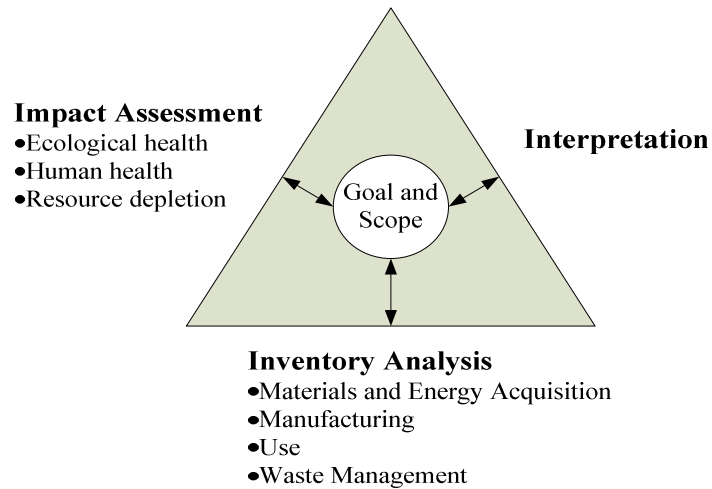 Impact Assessment
●Ecological health
●Human health
●Resource depletion
Interpretation
Goal and
Scope
Inventory Analysis
●Materials and Energy Acquisition
●Manufacturing
●Use
●Waste Management